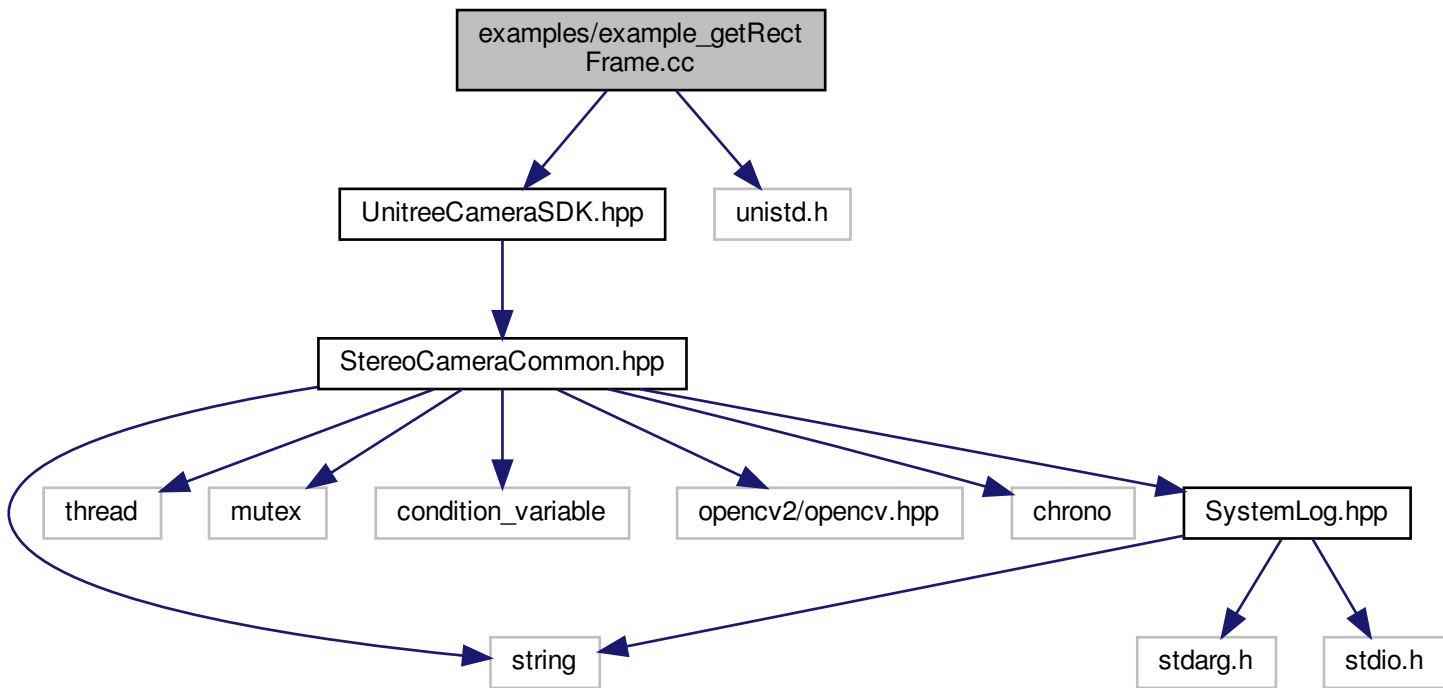 examples/example_getRect
Frame.cc
UnitreeCameraSDK.hpp
unistd.h
StereoCameraCommon.hpp
thread
mutex
condition_variable
opencv2/opencv.hpp
chrono
SystemLog.hpp
string
stdarg.h
stdio.h